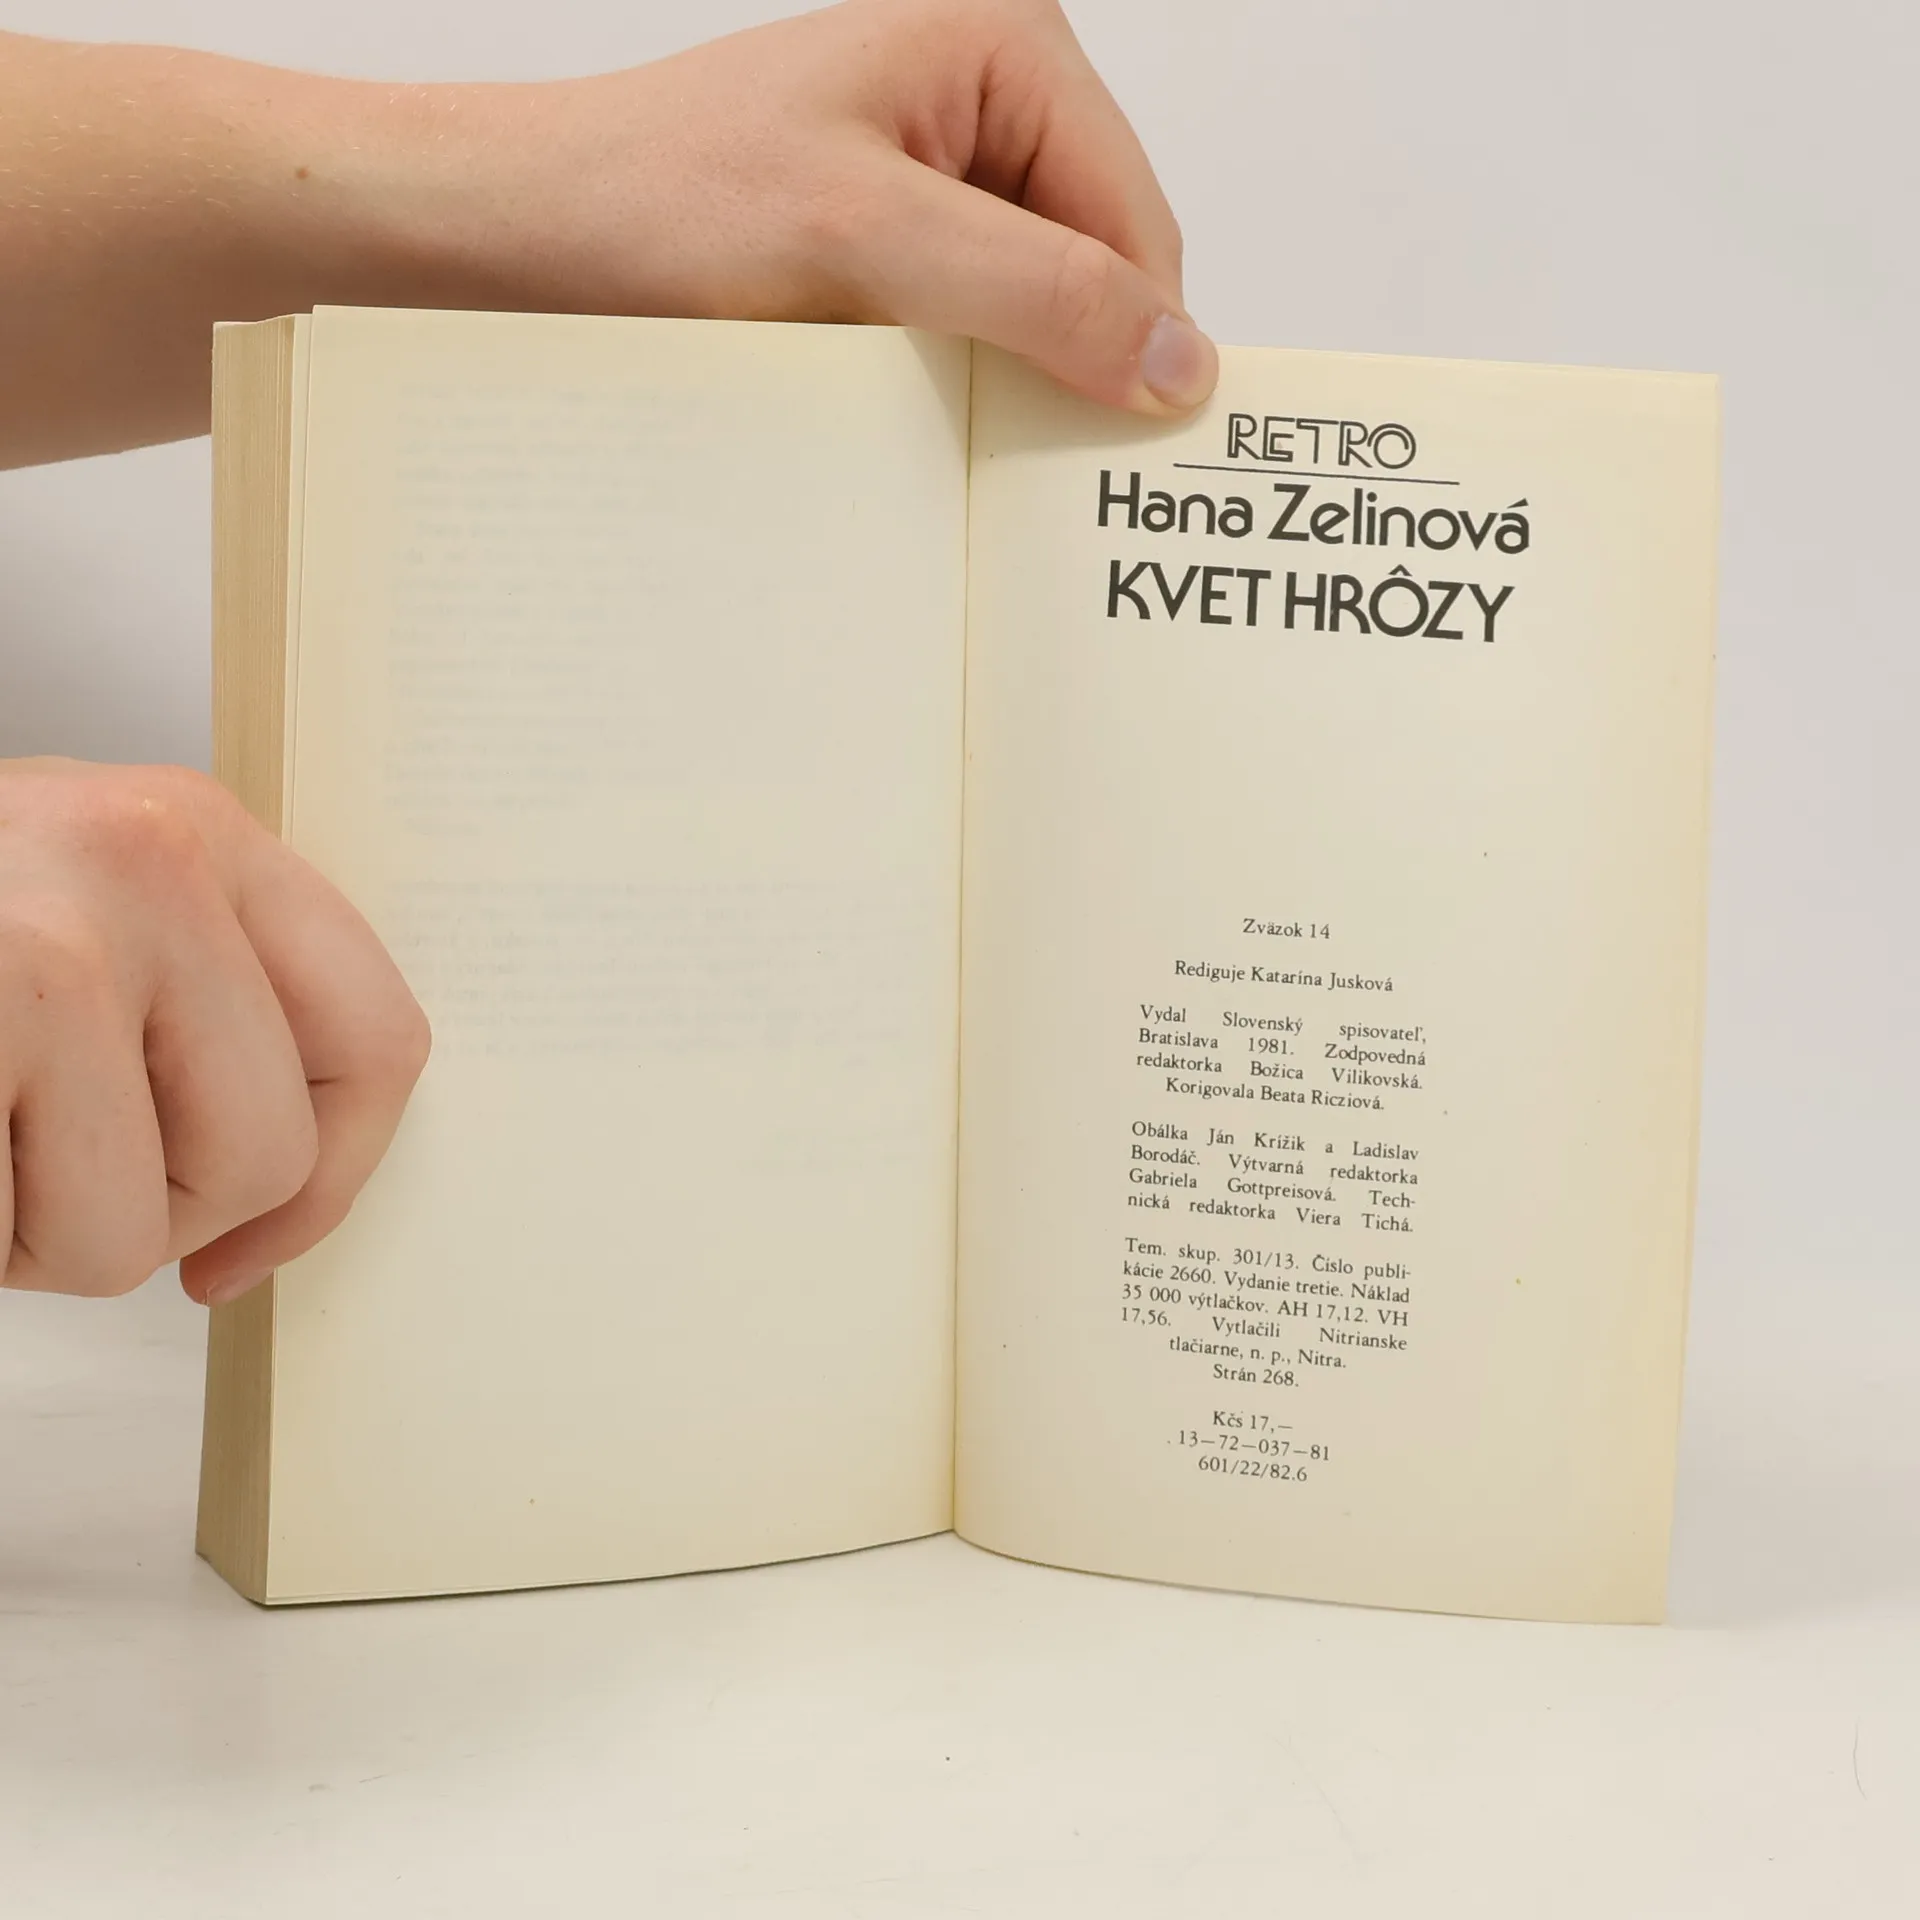 RETRO
Hana Zelinová
KVET HRÔZY
Zväzok 14
Rediguje Katarína Jusková
Vydal Slovenský spisovateľ,
Bratislava 1981. Zodpovedná
redaktorka Božica Vilikovská.
Korigovala Beata Ricziová.
Obálka Ján Krížik a Ladislav
Borodáč. Výtvarná redaktorka
Gabriela Gottpreisová. Tech-
nická redaktorka Viera Tichá.
Tem. skup. 301/13. Číslo publi-
kácie 2660. Vydanie tretie. Náklad
35 000 výtlačkov. AH 17,12. VH
17,56. Vytlačili Nitrianske
tlačiarne, n. p., Nitra.
Strán 268.
Kčs 17,—
13—72—037—81
601/22/82.6